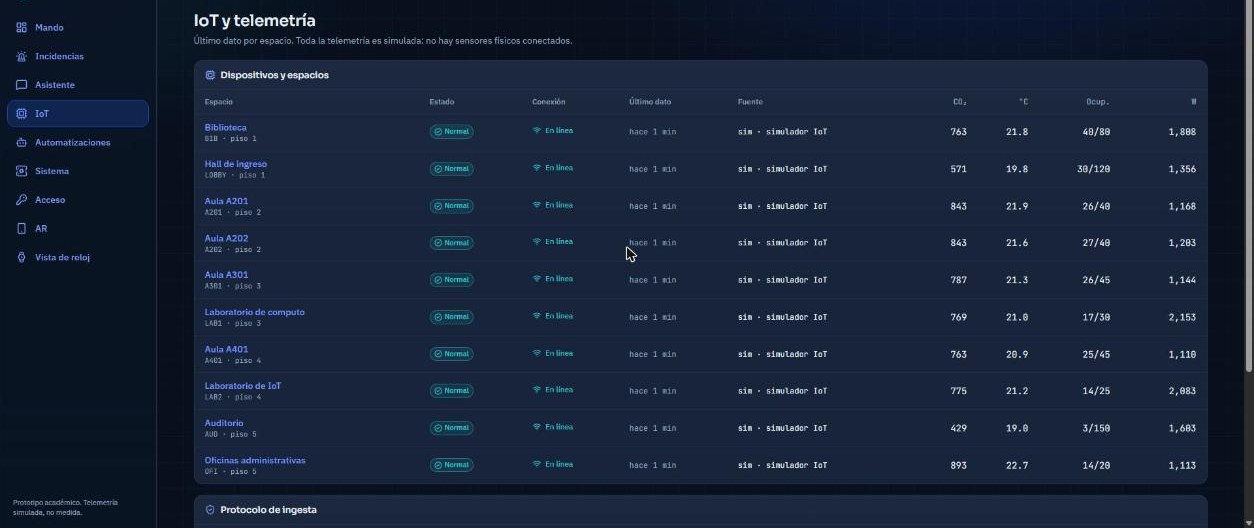 Mando
Incidencias
Asistente
IoT
Automatizaciones
Sistema
Acceso
AR
Vista de reloj
Prototipo académico. Telemetría
simulada, no medida.
IoT y telemetría
Último dato por espacio. Toda la telemetría es simulada: no hay sensores físicos conectados.
Dispositivos y espacios
Espacio Estado Conexión Último dato Fuente CO₂ °C Ocup. W
Biblioteca
BIB · piso 1
Normal En línea hace 1 min sim · simulador IoT 763 21.8 40/80 1,808
Hall de ingreso
LOBBY · piso 1
Normal En línea hace 1 min sim · simulador IoT 571 19.8 30/120 1,356
Aula A201
A201 · piso 2
Normal En línea hace 1 min sim · simulador IoT 843 21.9 26/40 1,168
Aula A202
A202 · piso 2
Normal En línea hace 1 min sim · simulador IoT 843 21.6 27/40 1,203
Aula A301
A301 · piso 3
Normal En línea hace 1 min sim · simulador IoT 787 21.3 26/45 1,144
Laboratorio de computo
LAB1 · piso 3
Normal En línea hace 1 min sim · simulador IoT 769 21.0 17/30 2,153
Aula A401
A401 · piso 4
Normal En línea hace 1 min sim · simulador IoT 763 20.9 25/45 1,110
Laboratorio de IoT
LAB2 · piso 4
Normal En línea hace 1 min sim · simulador IoT 775 21.2 14/25 2,083
Auditorio
AUD · piso 5
Normal En línea hace 1 min sim · simulador IoT 429 19.0 3/150 1,603
Oficinas administrativas
OFI · piso 5
Normal En línea hace 1 min sim · simulador IoT 893 22.7 14/20 1,113
Protocolo de ingesta